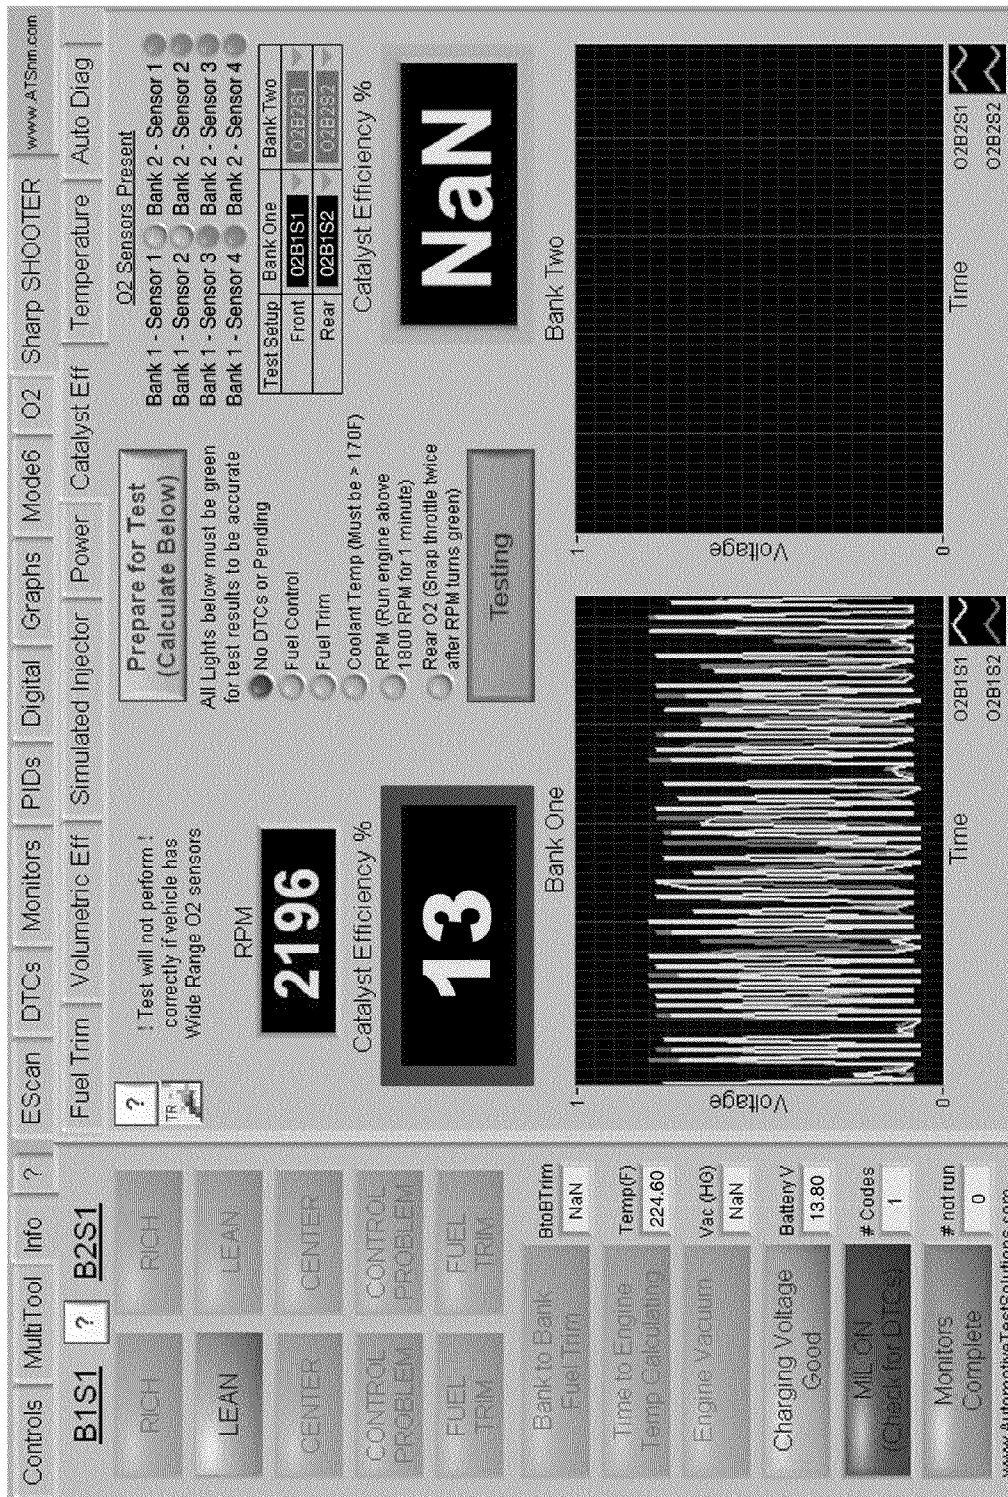 Controls MultiTool Info ? EScan DTCs Monitors PIDs Digital Graphs Mode6 O2 Sharp SHOOTER www.ATSnm.com
Fuel Trim Volumetric Eff Simulated Injector Power Catalyst Eff Temperature Auto Diag
B1S1 ? B2S1
RICH RICH
LEAN LEAN
CENTER CENTER
CONTROL PROBLEM CONTROL PROBLEM
FUEL TRIM FUEL TRIM
Bank to Bank
Fuel Trim
BtoBTrim
NaN
Time to Engine
Temp Calculating
Temp(F)
224.60
Engine Vacuum
Vac (HG)
NaN
Charging Voltage
Good
Battery V
13.80
MIL ON
(Check for DTCs)
# Codes
1
Monitors
Complete
# not run
0
www.AutomotiveTestSolutions.com
?
TR
! Test will not perform !
correctly if vehicle has
Wide Range O2 sensors
RPM
2196
Catalyst Efficiency %
13
Prepare for Test
(Calculate Below)
All Lights below must be green
for test results to be accurate
No DTCs or Pending
Fuel Control
Fuel Trim
Coolant Temp (Must be > 170F)
RPM (Run engine above
1800 RPM for 1 minute)
Rear O2 (Snap throttle twice
after RPM turns green)
Testing
O2 Sensors Present
Bank 1 - Sensor 1 Bank 2 - Sensor 1
Bank 1 - Sensor 2 Bank 2 - Sensor 2
Bank 1 - Sensor 3 Bank 2 - Sensor 3
Bank 1 - Sensor 4 Bank 2 - Sensor 4
Test Setup Bank One Bank Two
Front O2B1S1 O2B2S1
Rear O2B1S2 O2B2S2
Catalyst Efficiency %
NaN
Bank One
1
Voltage
0
Time
O2B1S1
O2B1S2
Bank Two
1
Voltage
0
Time
O2B2S1
O2B2S2